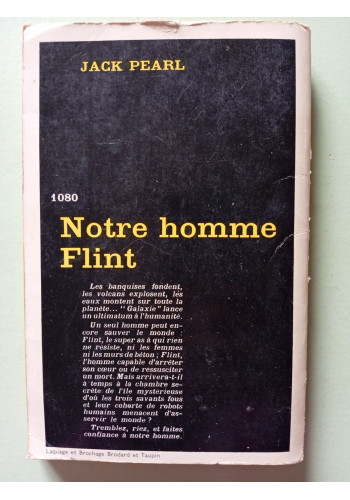 JACK PEARL
1080
Notre homme
Flint
Les banquises fondent,
les volcans explosent, les
eaux montent sur toute la
planète... "Galaxie" lance
un ultimatum à l'humanité.
Un seul homme peut en-
core sauver le monde :
Flint, le super as à qui rien
ne résiste, ni les femmes
ni les murs de béton ; Flint,
l'homme capable d'arrêter
son cœur ou de ressusciter
un mort. Mais arrivera-t-il
à temps à la chambre se-
crète de l'île mystérieuse
d'où les trois savants fous
et leur cohorte de robots
humains menacent d'as-
servir le monde ?
Tremblez, riez, et faites
confiance à notre homme.
Laquage et Brochage Brodard et Taupin